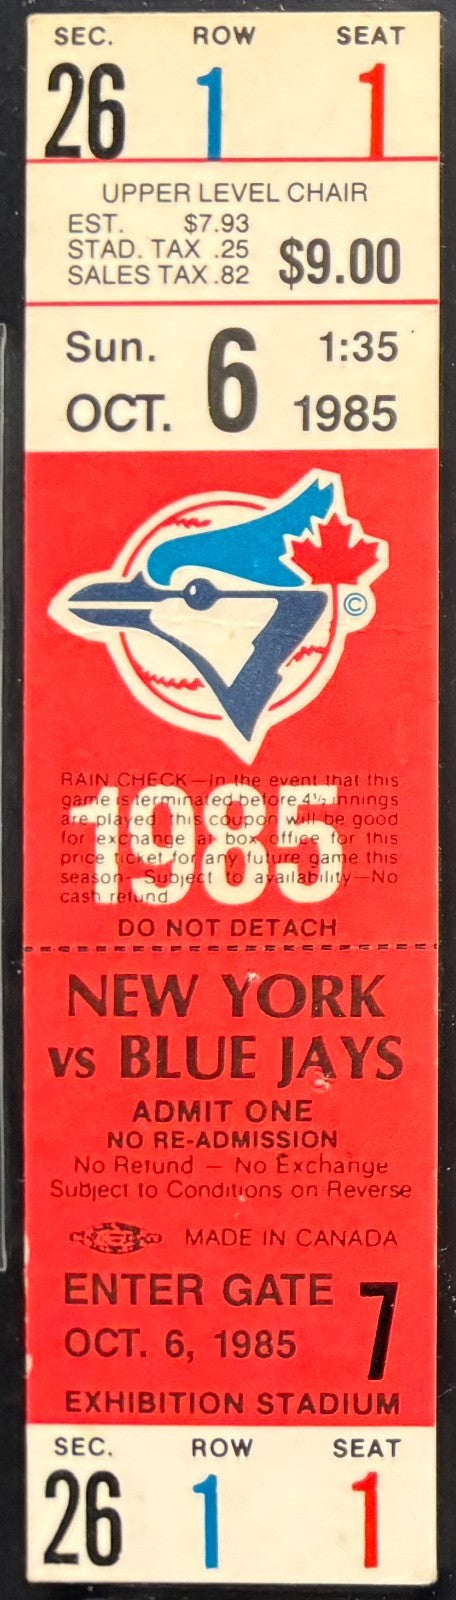 SEC. ROW SEAT
26 1 1
UPPER LEVEL CHAIR
EST. $7.93
STAD. TAX .25
SALES TAX .82 $9.00
Sun. 6 1:35
OCT. 1985
©
RAIN CHECK—In the event that this
game is terminated before 4½ innings
are played, this coupon will be good
for exchange at box office for this
price ticket for any future game this
season. Subject to availability—No
cash refund
1985
DO NOT DETACH
NEW YORK
VS BLUE JAYS
ADMIT ONE
NO RE-ADMISSION
No Refund — No Exchange
Subject to Conditions on Reverse
MADE IN CANADA
ENTER GATE 7
OCT. 6, 1985
EXHIBITION STADIUM
SEC. ROW SEAT
26 1 1